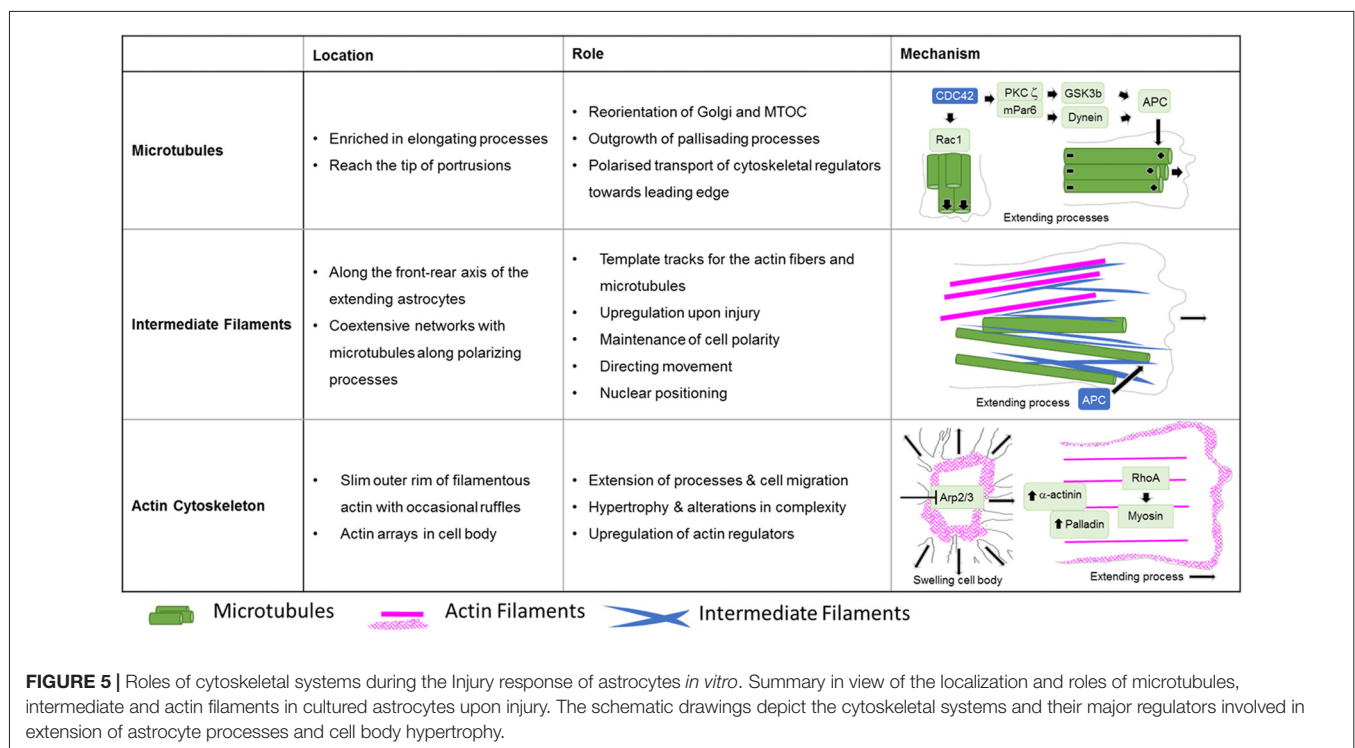 Location
Role
Mechanism
Microtubules
• Enriched in elongating processes
• Reach the tip of portrusions
• Reorientation of Golgi and MTOC
• Outgrowth of pallisading processes
• Polarised transport of cytoskeletal regulators
towards leading edge
CDC42
PKC ζ
mPar6
GSK3b
Dynein
APC
Rac1
Extending processes
Intermediate Filaments
• Along the front-rear axis of the
extending astrocytes
• Coextensive networks with
microtubules along polarizing
processes
• Template tracks for the actin fibers and
microtubules
• Upregulation upon injury
• Maintenance of cell polarity
• Directing movement
• Nuclear positioning
Extending process
APC
Actin Cytoskeleton
• Slim outer rim of filamentous
actin with occasional ruffles
• Actin arrays in cell body
• Extension of processes & cell migration
• Hypertrophy & alterations in complexity
• Upregulation of actin regulators
Arp2/3
Swelling cell body
α-actinin
Palladin
RhoA
Myosin
Extending process
Microtubules
Actin Filaments
Intermediate Filaments
FIGURE 5 | Roles of cytoskeletal systems during the Injury response of astrocytes in vitro. Summary in view of the localization and roles of microtubules,
intermediate and actin filaments in cultured astrocytes upon injury. The schematic drawings depict the cytoskeletal systems and their major regulators involved in
extension of astrocyte processes and cell body hypertrophy.